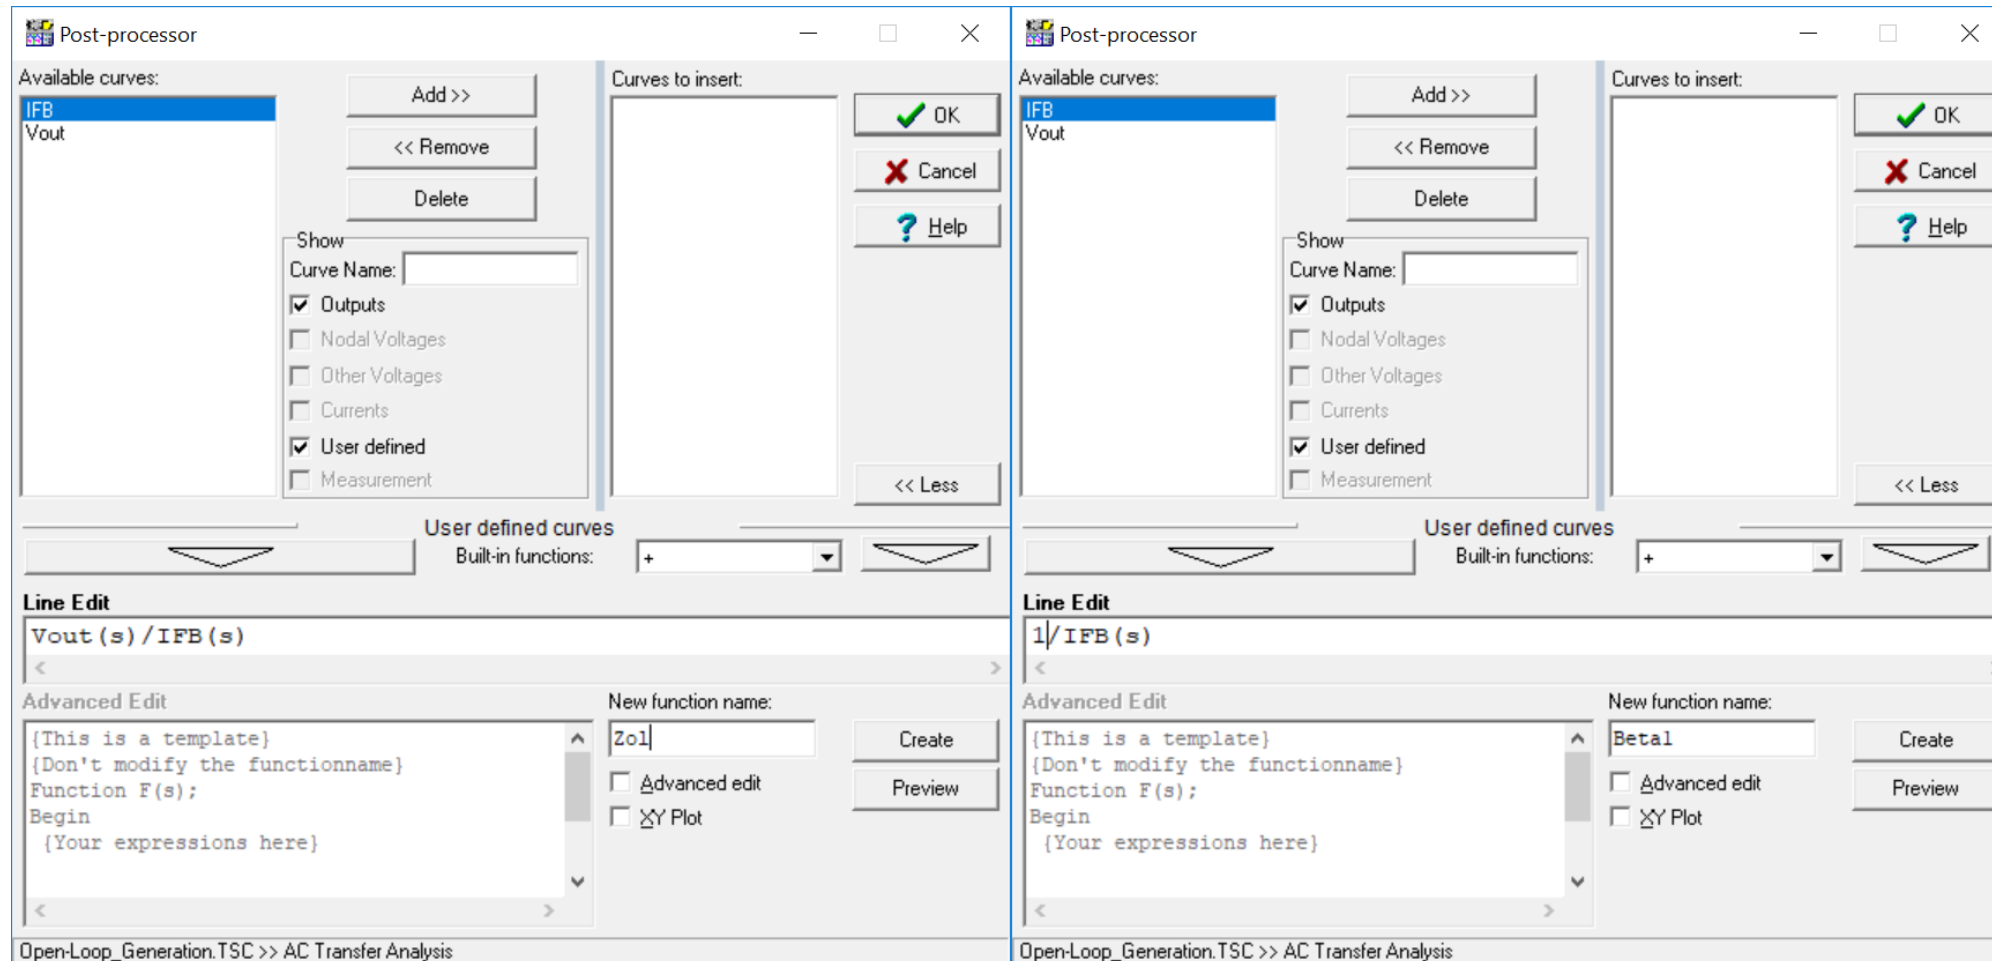 Post-processor
Available curves:
IFB
Vout
Add >>
<< Remove
Delete
Show
Curve Name:
Outputs
Nodal Voltages
Other Voltages
Currents
User defined
Measurement
Curves to insert:
OK
Cancel
Help
<< Less
User defined curves
Built-in functions:
+
Line Edit
Vout(s)/IFB(s)
Advanced Edit
{This is a template}
{Don't modify the functionname}
Function F(s);
Begin
{Your expressions here}
New function name:
Zol
Advanced edit
XY Plot
Create
Preview
Open-Loop_Generation.TSC >> AC Transfer Analysis
Post-processor
Available curves:
IFB
Vout
Add >>
<< Remove
Delete
Show
Curve Name:
Outputs
Nodal Voltages
Other Voltages
Currents
User defined
Measurement
Curves to insert:
OK
Cancel
Help
<< Less
User defined curves
Built-in functions:
+
Line Edit
1/IFB(s)
Advanced Edit
{This is a template}
{Don't modify the functionname}
Function F(s);
Begin
{Your expressions here}
New function name:
Betal
Advanced edit
XY Plot
Create
Preview
Open-Loop_Generation.TSC >> AC Transfer Analysis